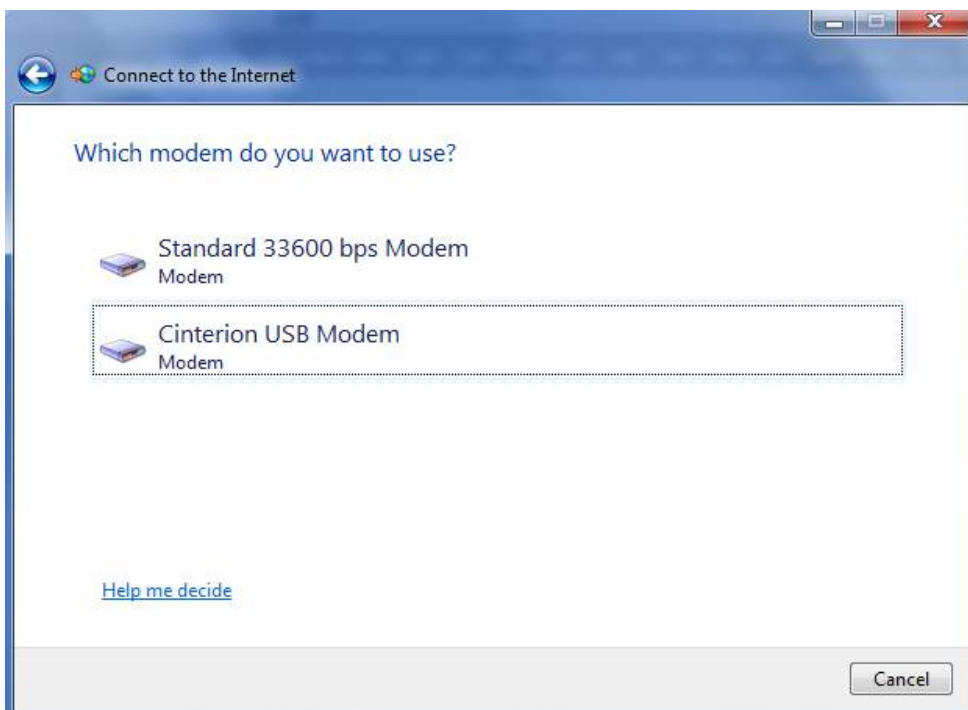 Connect to the Internet
Which modem do you want to use?
Standard 33600 bps Modem
Modem
Cinterion USB Modem
Modem
Help me decide
Cancel